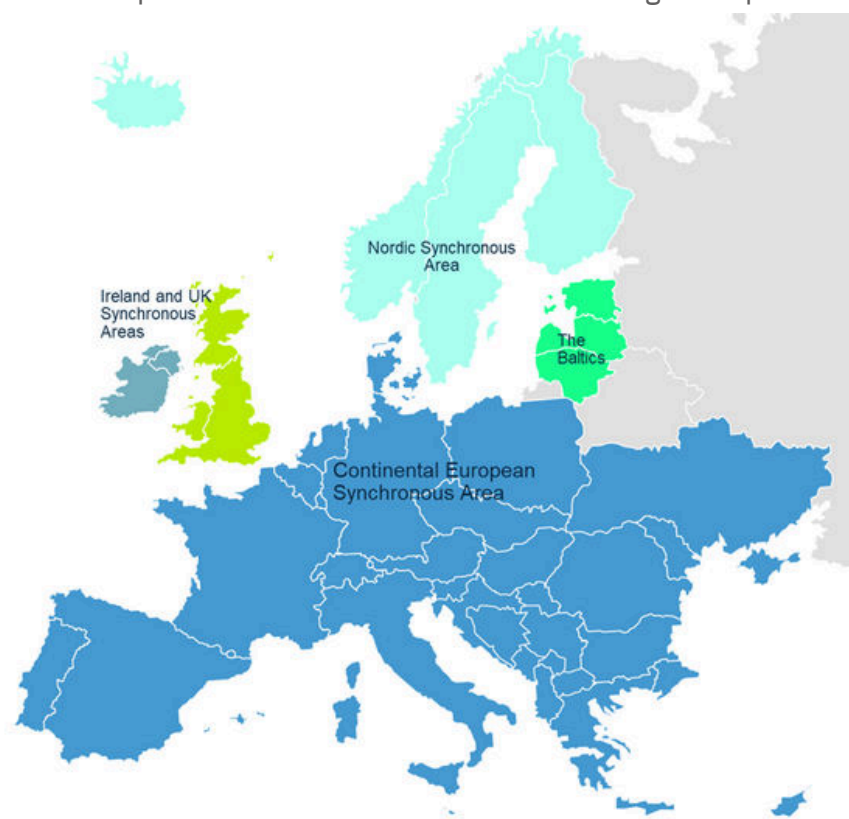 Nordic Synchronous
Area
Ireland and UK
Synchronous
Areas
The
Baltics
Continental European
Synchronous Area